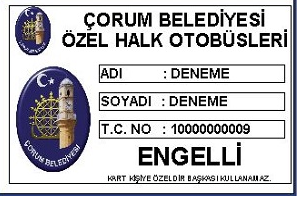 ÇORUM BELEDİYESİ
ÖZEL HALK OTOBÜSLERİ
ADI : DENEME
SOYADI : DENEME
T.C. NO : 10000000009
ÇORUM BELEDİYESİ
ENGELLİ
KART KİŞİYE ÖZELDİR BAŞKASI KULLANAMAZ.